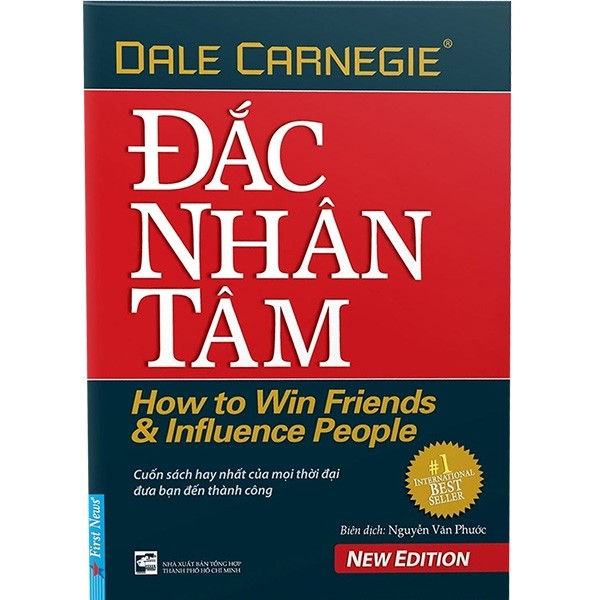 DALE CARNEGIE®
ĐẮC
NHÂN
TÂM
How to Win Friends
& Influence People
Cuốn sách hay nhất của mọi thời đại
đưa bạn đến thành công
#1
INTERNATIONAL
BEST
SELLER
Biên dịch: Nguyễn Văn Phước
NEW EDITION
First News
NHÀ XUẤT BẢN TỔNG HỢP
THÀNH PHỐ HỒ CHÍ MINH